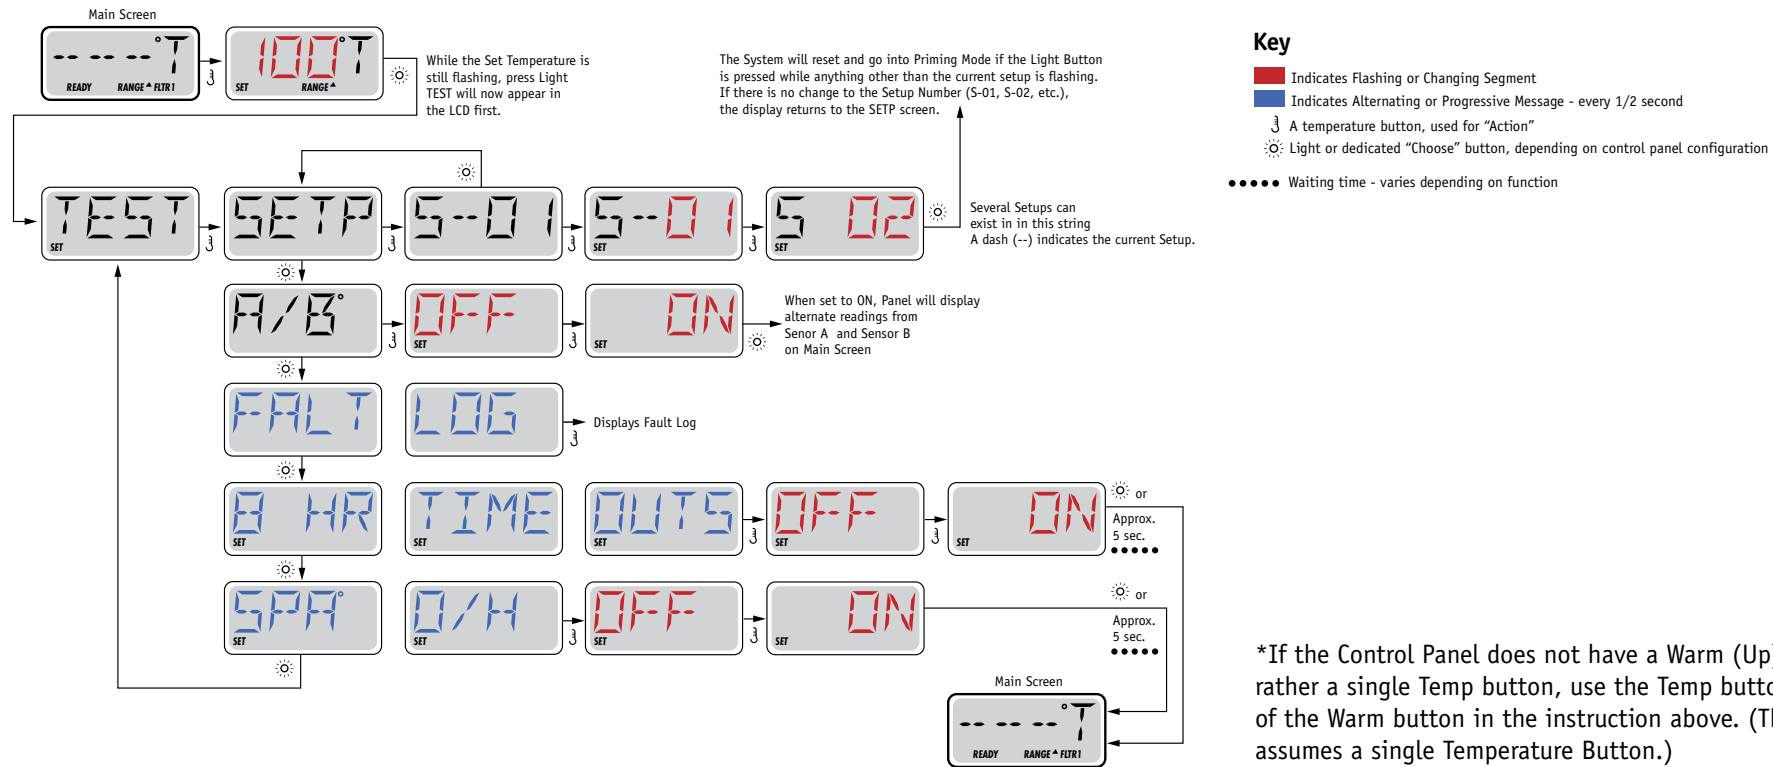 Main Screen
-- -- -- °T
READY RANGE FLTR1
100°T
SET RANGE
While the Set Temperature is
still flashing, press Light
TEST will now appear in
the LCD first.
The System will reset and go into Priming Mode if the Light Button
is pressed while anything other than the current setup is flashing.
If there is no change to the Setup Number (S-01, S-02, etc.),
the display returns to the SETP screen.
Key
Indicates Flashing or Changing Segment
Indicates Alternating or Progressive Message - every 1/2 second
A temperature button, used for “Action”
Light or dedicated “Choose” button, depending on control panel configuration
Waiting time - varies depending on function
TEST
SET
SETP
S-01
S-01
SET
S 02
SET
Several Setups can
exist in in this string
A dash (--) indicates the current Setup.
A/B°
OFF
SET
ON
SET
When set to ON, Panel will display
alternate readings from
Senor A and Sensor B
on Main Screen
FALT
LOG
Displays Fault Log
8 HR
SET
TIME
SET
OUTS
SET
OFF
SET
ON
SET
or
Approx.
5 sec.
SPA°
SET
O/H
SET
OFF
SET
ON
SET
or
Approx.
5 sec.
Main Screen
-- -- -- °T
READY RANGE FLTR1
*If the Control Panel does not have a Warm (Up)
rather a single Temp button, use the Temp butto
of the Warm button in the instruction above. (Th
assumes a single Temperature Button.)